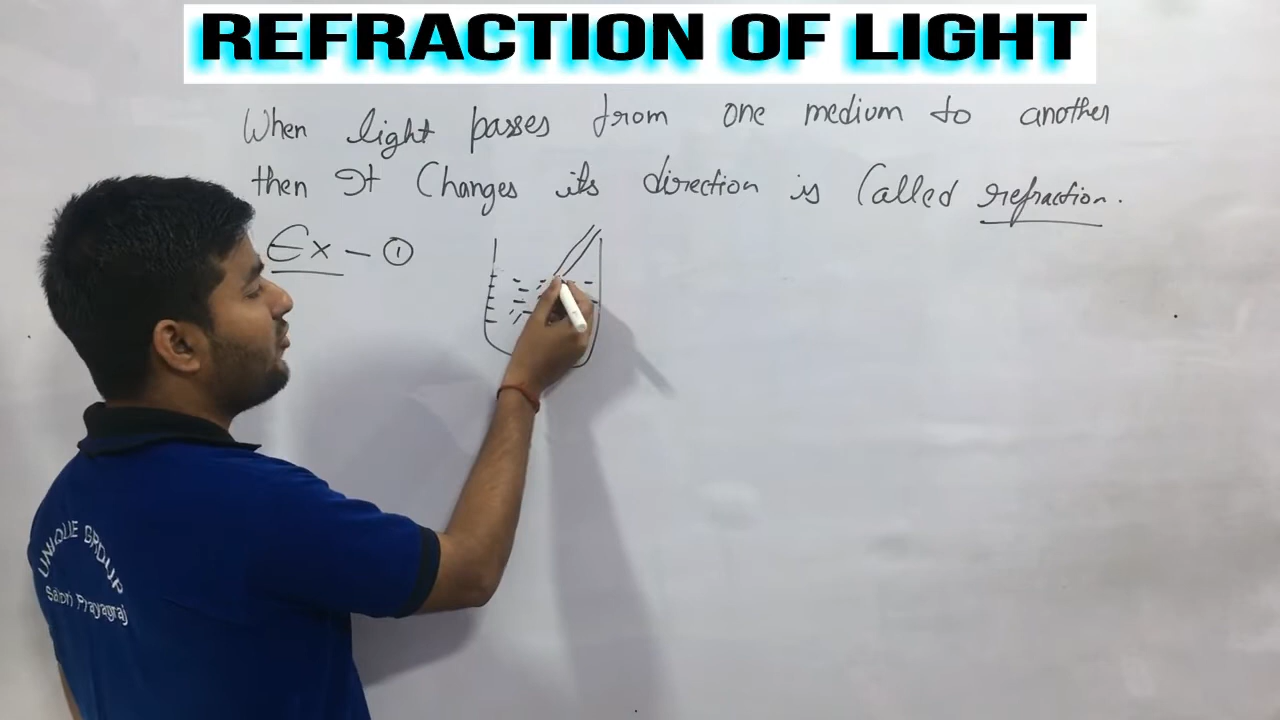 REFRACTION OF LIGHT
When light passes from one medium to another
then It Changes its direction is Called refraction.
Ex - ①
UNIQUE GROUP
Saidpr Prayagraj